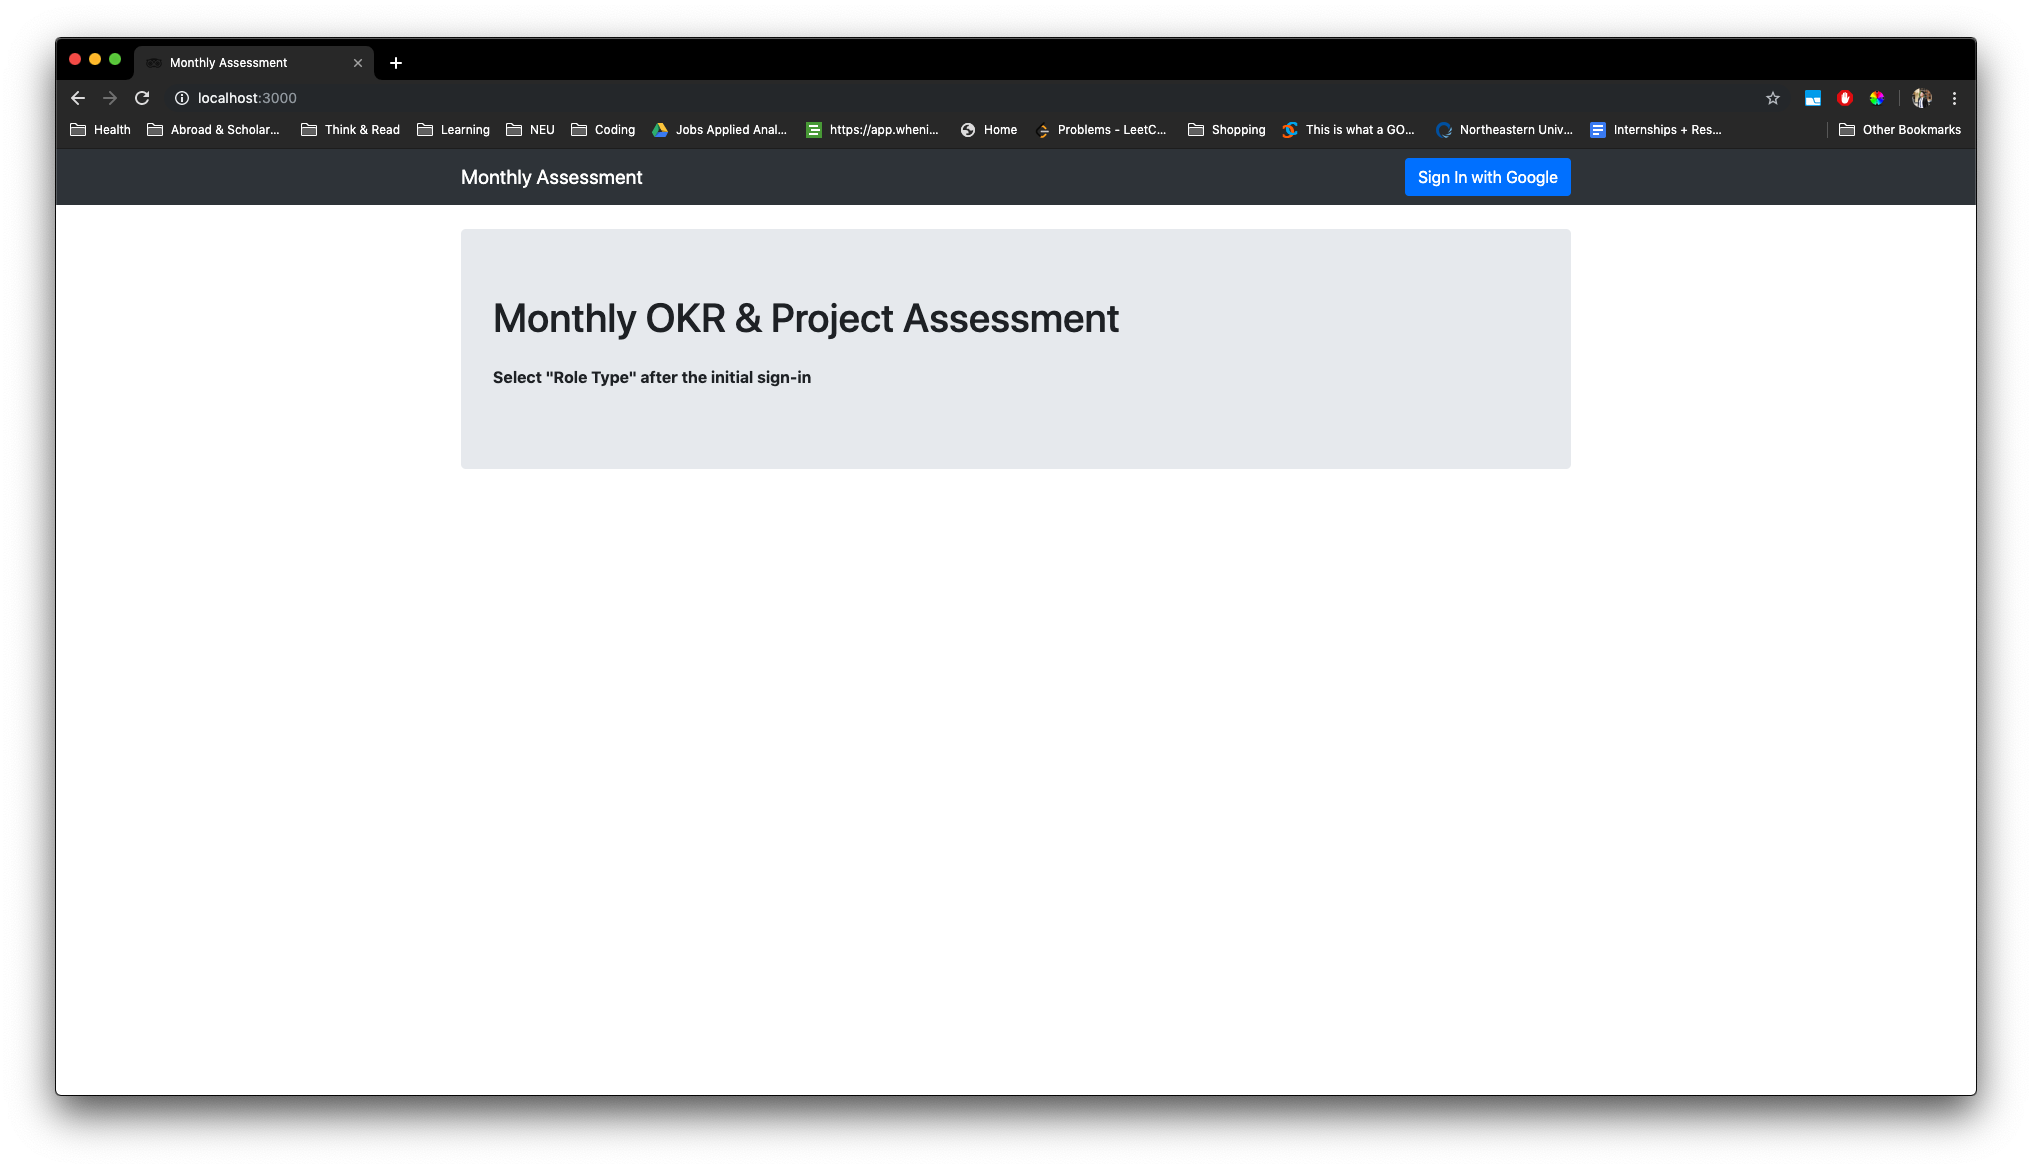 Monthly Assessment
localhost:3000
Health Abroad & Scholar... Think & Read Learning NEU Coding Jobs Applied Anal... https://app.wheni... Home Problems - LeetC... Shopping This is what a GO... Northeastern Univ... Internships + Res... Other Bookmarks
Monthly Assessment Sign In with Google
Monthly OKR & Project Assessment
Select "Role Type" after the initial sign-in